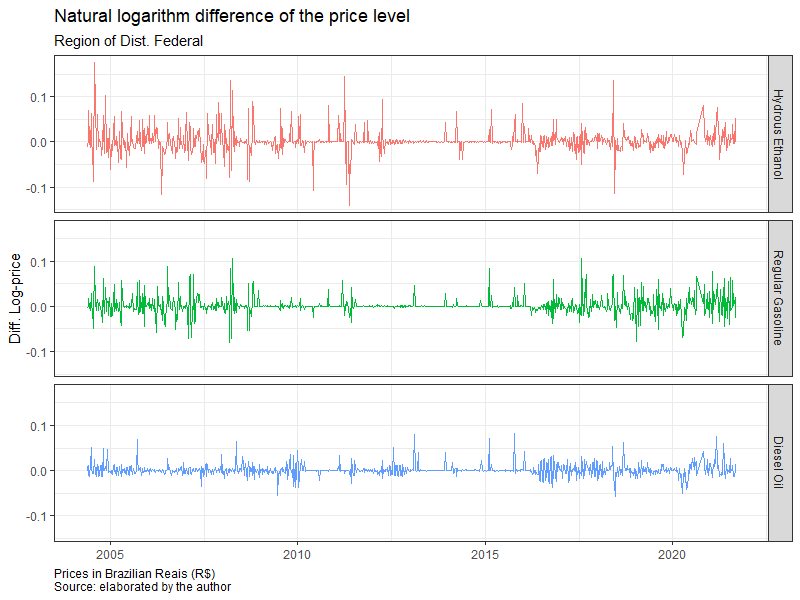 Natural logarithm difference of the price level
Region of Dist. Federal
Diff. Log-price
0.1
0.0
-0.1
Hydrous Ethanol
0.1
0.0
-0.1
Regular Gasoline
0.1
0.0
-0.1
Diesel Oil
2005
2010
2015
2020
Prices in Brazilian Reais (R$)
Source: elaborated by the author